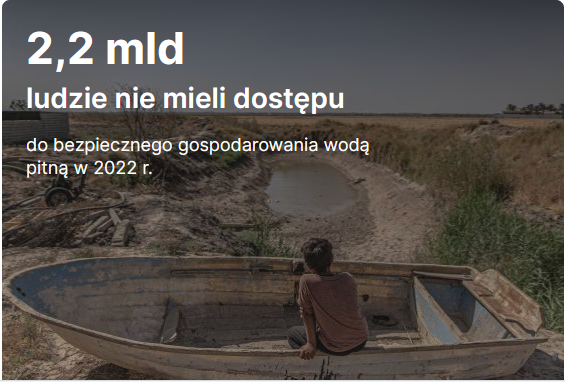 2,2 mld
ludzie nie mieli dostępu
do bezpiecznego gospodarowania wodą
pitną w 2022 r.